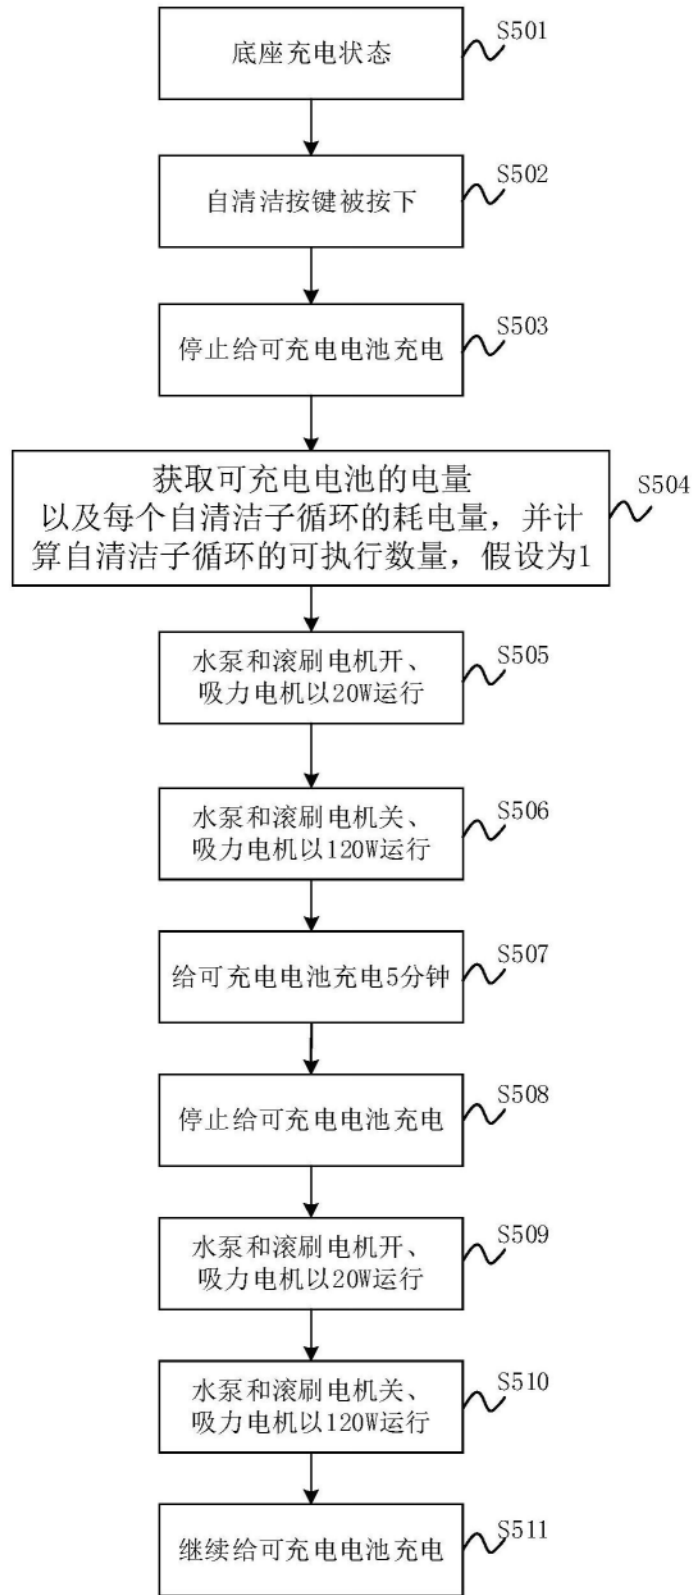 底座充电状态
S501
自清洁按键被按下
S502
停止给可充电电池充电
S503
获取可充电电池的电量
以及每个自清洁子循环的耗电量，并计
算自清洁子循环的可执行数量，假设为1
S504
水泵和滚刷电机开、
吸力电机以20W运行
S505
水泵和滚刷电机关、
吸力电机以120W运行
S506
给可充电电池充电5分钟
S507
停止给可充电电池充电
S508
水泵和滚刷电机开、
吸力电机以20W运行
S509
水泵和滚刷电机关、
吸力电机以120W运行
S510
继续给可充电电池充电
S511